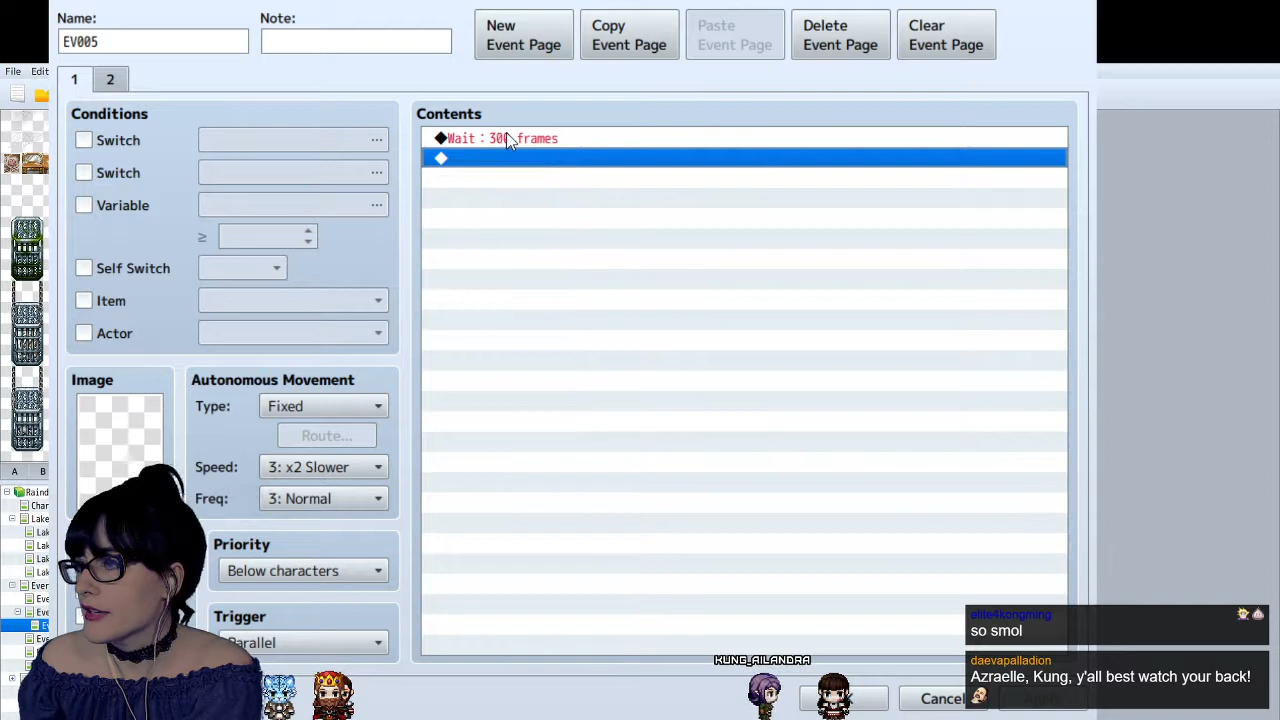 Name:
Note:
EV005
New
Event Page
Copy
Event Page
Paste
Event Page
Delete
Event Page
Clear
Event Page
File Edit
1 2
Conditions
Switch ...
Switch ...
Variable ...
≥
Self Switch
Item
Actor
Contents
◆Wait：300 frames
◆
Image
Autonomous Movement
Type: Fixed
Route...
Speed: 3: x2 Slower
Freq: 3: Normal
Priority
Below characters
Trigger
Parallel
A B
KUNG_AILANDRA
Cancel
elite4kongming
so smol
daevapalladion
Azraelle, Kung, y'all best watch your back!